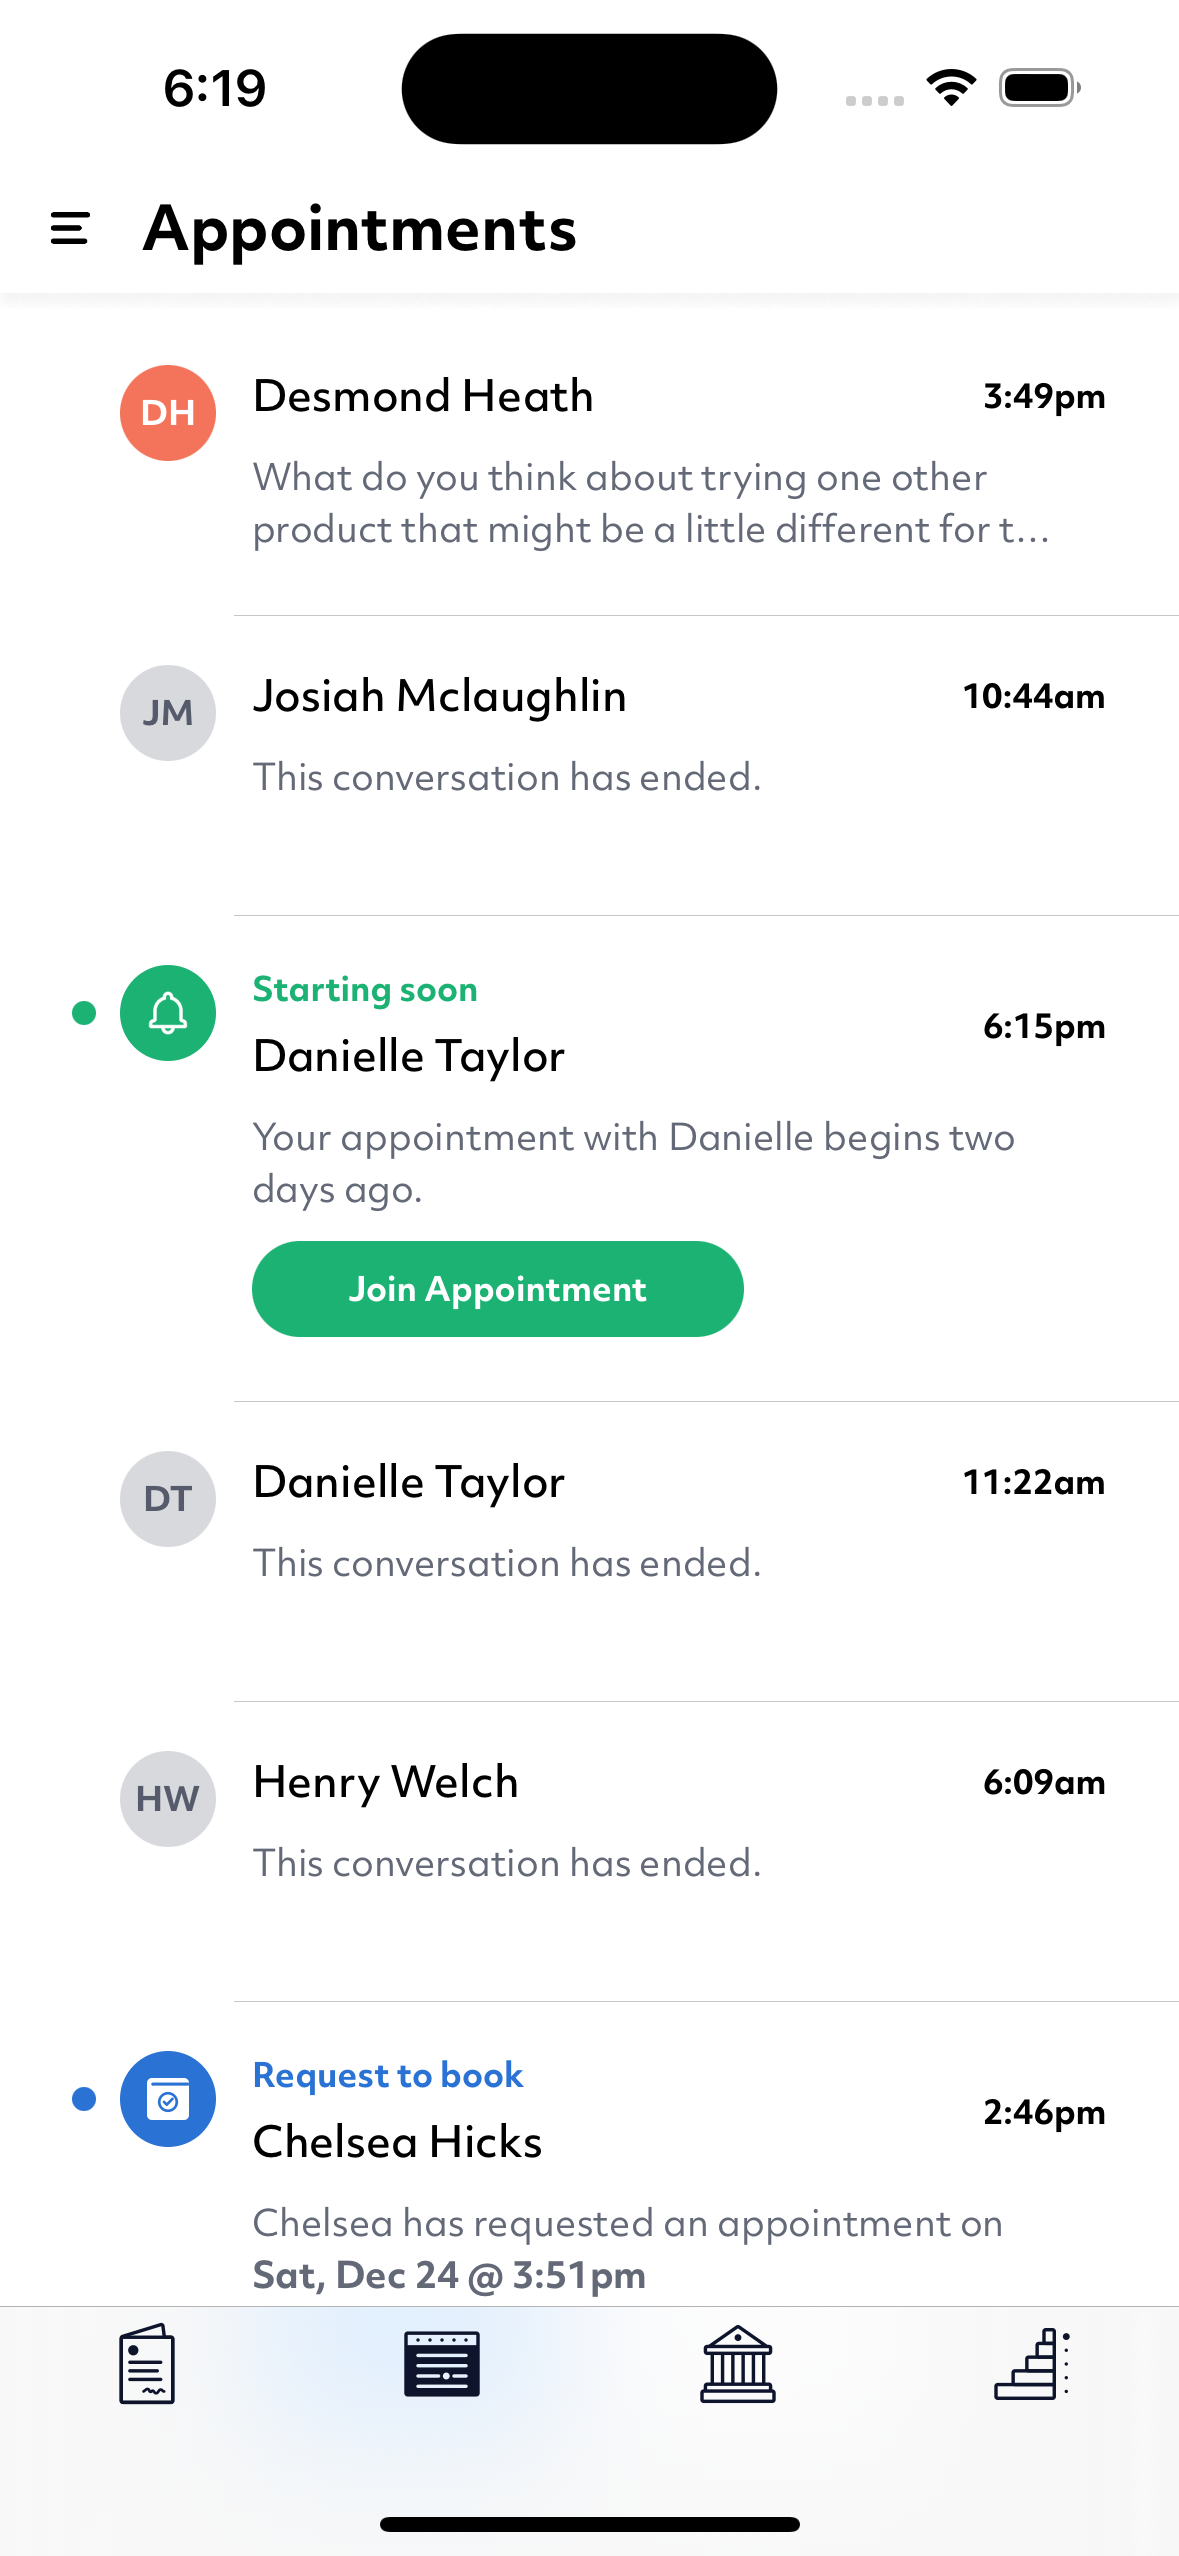 6:19
Appointments
DH
Desmond Heath
3:49pm
What do you think about trying one other
product that might be a little different for t...
JM
Josiah Mclaughlin
10:44am
This conversation has ended.
Starting soon
Danielle Taylor
6:15pm
Your appointment with Danielle begins two
days ago.
Join Appointment
DT
Danielle Taylor
11:22am
This conversation has ended.
HW
Henry Welch
6:09am
This conversation has ended.
Request to book
Chelsea Hicks
2:46pm
Chelsea has requested an appointment on
Sat, Dec 24 @ 3:51pm